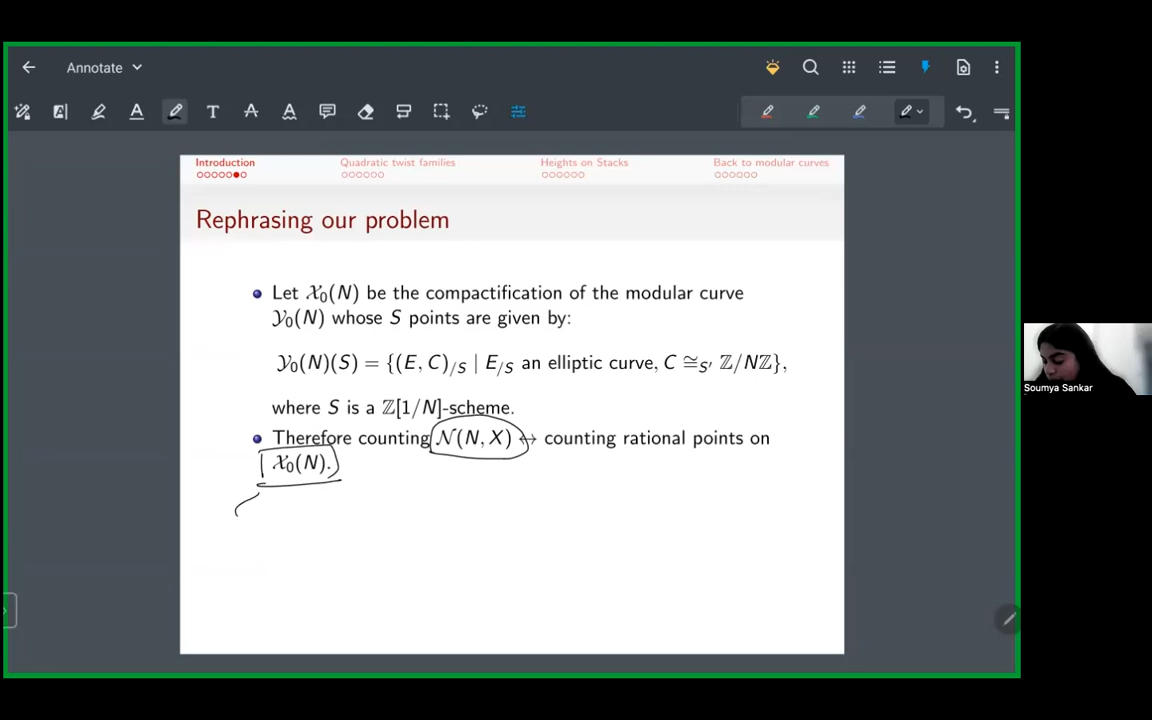 Annotate
Introduction
Quadratic twist families
Heights on Stacks
Back to modular curves
Rephrasing our problem
Let 𝒳₀(N) be the compactification of the modular curve
𝒴₀(N) whose S points are given by:
𝒴₀(N)(S) = {(E, C)/S | E/S an elliptic curve, C ≅S′ ℤ/Nℤ},
where S is a ℤ[1/N]-scheme.
Therefore counting 𝒩(N, X) ↔ counting rational points on
𝒳₀(N).
Soumya Sankar